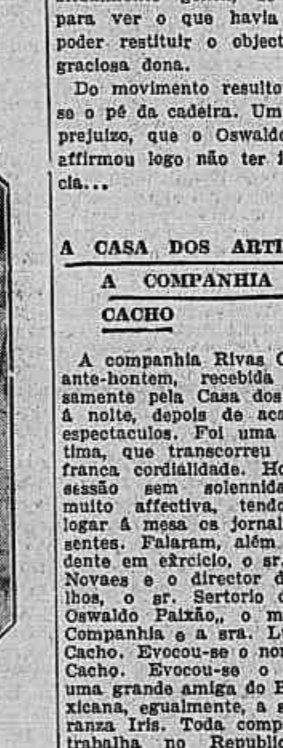 para ver o que havia
poder restituir o object
graciosa dona.
Do movimento resulto
se o pé da cadeira. Um
prejuizo, que o Oswaldo
affirmou logo não ter i
cia...
A CASA DOS ARTI
A COMPANHIA
CACHO
A companhia Rivas C
ante-hontem, recebida
samente pela Casa dos
á noite, depois de aca
espectaculos. Foi uma
tima, que transcorreu
franca cordialidade. Ho
sessão sem solennida
muito affectiva, tendo
logar á mesa os jornal
sentes. Falaram, além
dente em exrcicio, o sr.
Novaes e o director d
lhos, o sr. Sertorio d
Oswaldo Paixão,, o m
Companhia e a sra. Lu
Cacho. Evocou-se o nom
Cacho. Evocou-se o
uma grande amiga do B
xicana, egualmente, a s
ranza Iris. Toda comp
trabalha no Republic